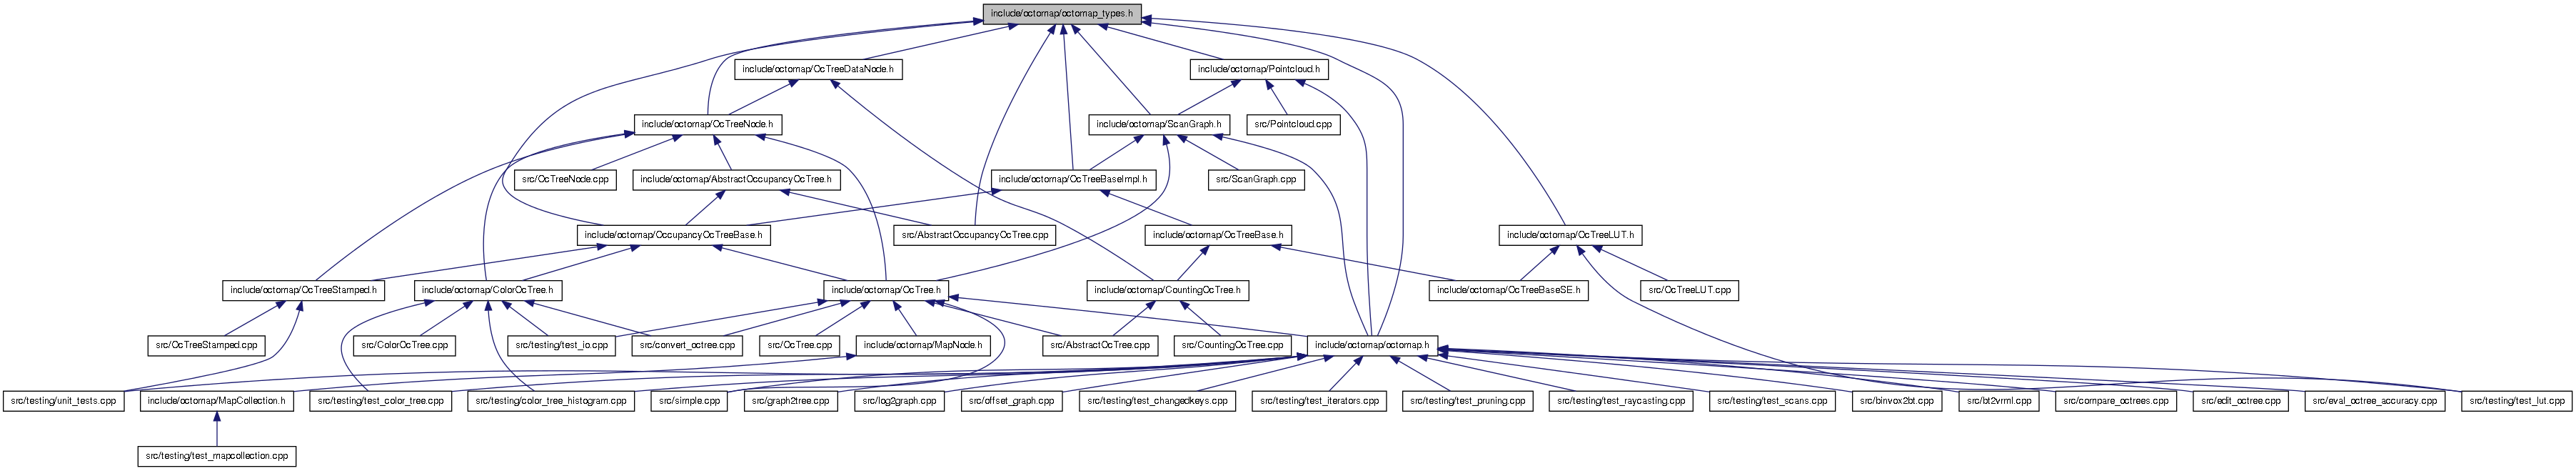 include/octomap/octomap_types.h
include/octomap/OcTreeDataNode.h
include/octomap/Pointcloud.h
include/octomap/OcTreeNode.h
include/octomap/ScanGraph.h
src/Pointcloud.cpp
src/OcTreeNode.cpp
include/octomap/AbstractOccupancyOcTree.h
include/octomap/OcTreeBaseImpl.h
src/ScanGraph.cpp
include/octomap/OccupancyOcTreeBase.h
src/AbstractOccupancyOcTree.cpp
include/octomap/OcTreeBase.h
include/octomap/OcTreeLUT.h
include/octomap/OcTreeStamped.h
include/octomap/ColorOcTree.h
include/octomap/OcTree.h
include/octomap/CountingOcTree.h
include/octomap/OcTreeBaseSE.h
src/OcTreeLUT.cpp
src/OcTreeStamped.cpp
src/ColorOcTree.cpp
src/testing/test_io.cpp
src/convert_octree.cpp
src/OcTree.cpp
include/octomap/MapNode.h
src/AbstractOcTree.cpp
src/CountingOcTree.cpp
include/octomap/octomap.h
src/testing/unit_tests.cpp
include/octomap/MapCollection.h
src/testing/test_color_tree.cpp
src/testing/color_tree_histogram.cpp
src/simple.cpp
src/graph2tree.cpp
src/log2graph.cpp
src/offset_graph.cpp
src/testing/test_changedkeys.cpp
src/testing/test_iterators.cpp
src/testing/test_pruning.cpp
src/testing/test_raycasting.cpp
src/testing/test_scans.cpp
src/binvox2bt.cpp
src/bt2vrml.cpp
src/compare_octrees.cpp
src/edit_octree.cpp
src/eval_octree_accuracy.cpp
src/testing/test_lut.cpp
src/testing/test_mapcollection.cpp